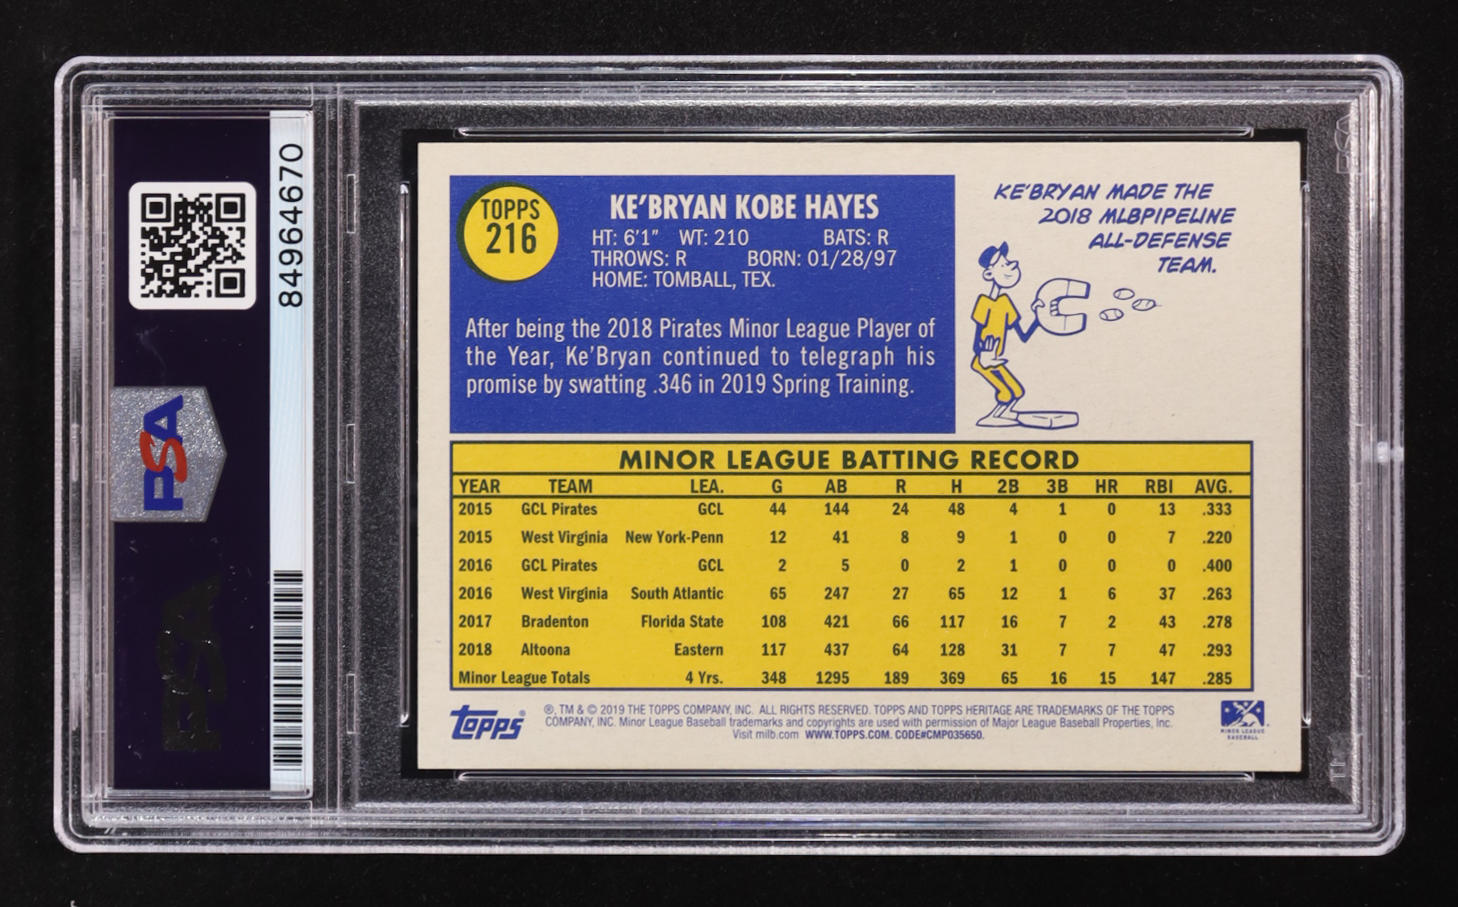 84964670
PSA
PSA
TOPPS
216
KE'BRYAN KOBE HAYES
HT: 6'1" WT: 210 BATS: R
THROWS: R BORN: 01/28/97
HOME: TOMBALL, TEX.
After being the 2018 Pirates Minor League Player of
the Year, Ke'Bryan continued to telegraph his
promise by swatting .346 in 2019 Spring Training.
KE'BRYAN MADE THE
2018 MLBPIPELINE
ALL-DEFENSE
TEAM.
MINOR LEAGUE BATTING RECORD
YEAR TEAM LEA. G AB R H 2B 3B HR RBI AVG.
2015 GCL Pirates GCL 44 144 24 48 4 1 0 13 .333
2015 West Virginia New York-Penn 12 41 8 9 1 0 0 7 .220
2016 GCL Pirates GCL 2 5 0 2 1 0 0 0 .400
2016 West Virginia South Atlantic 65 247 27 65 12 1 6 37 .263
2017 Bradenton Florida State 108 421 66 117 16 7 2 43 .278
2018 Altoona Eastern 117 437 64 128 31 7 7 47 .293
Minor League Totals 4 Yrs. 348 1295 189 369 65 16 15 147 .285
Topps®
®, TM & © 2019 THE TOPPS COMPANY, INC. ALL RIGHTS RESERVED. TOPPS AND TOPPS HERITAGE ARE TRADEMARKS OF THE TOPPS
COMPANY, INC. Minor League Baseball trademarks and copyrights are used with permission of Major League Baseball Properties, Inc.
Visit milb.com WWW.TOPPS.COM. CODE#CMP035650.
MINOR LEAGUE
BASEBALL